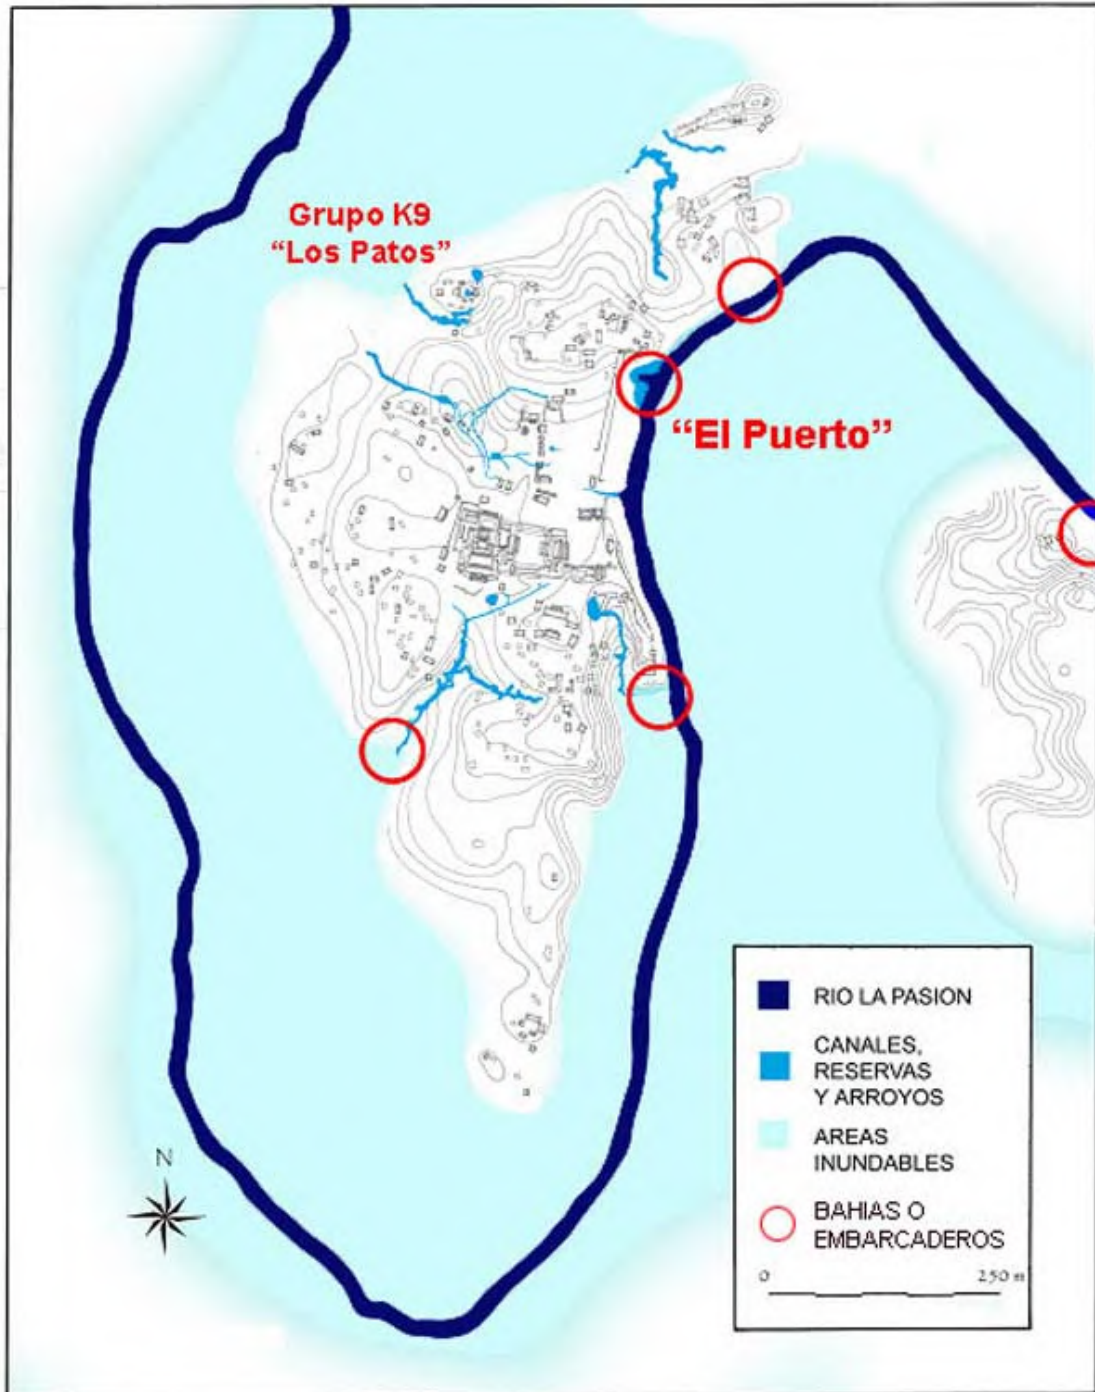 Grupo K9
“Los Patos”
“El Puerto”
N
RIO LA PASION
CANALES,
RESERVAS
Y ARROYOS
AREAS
INUNDABLES
BAHIAS O
EMBARCADEROS
0 250 m